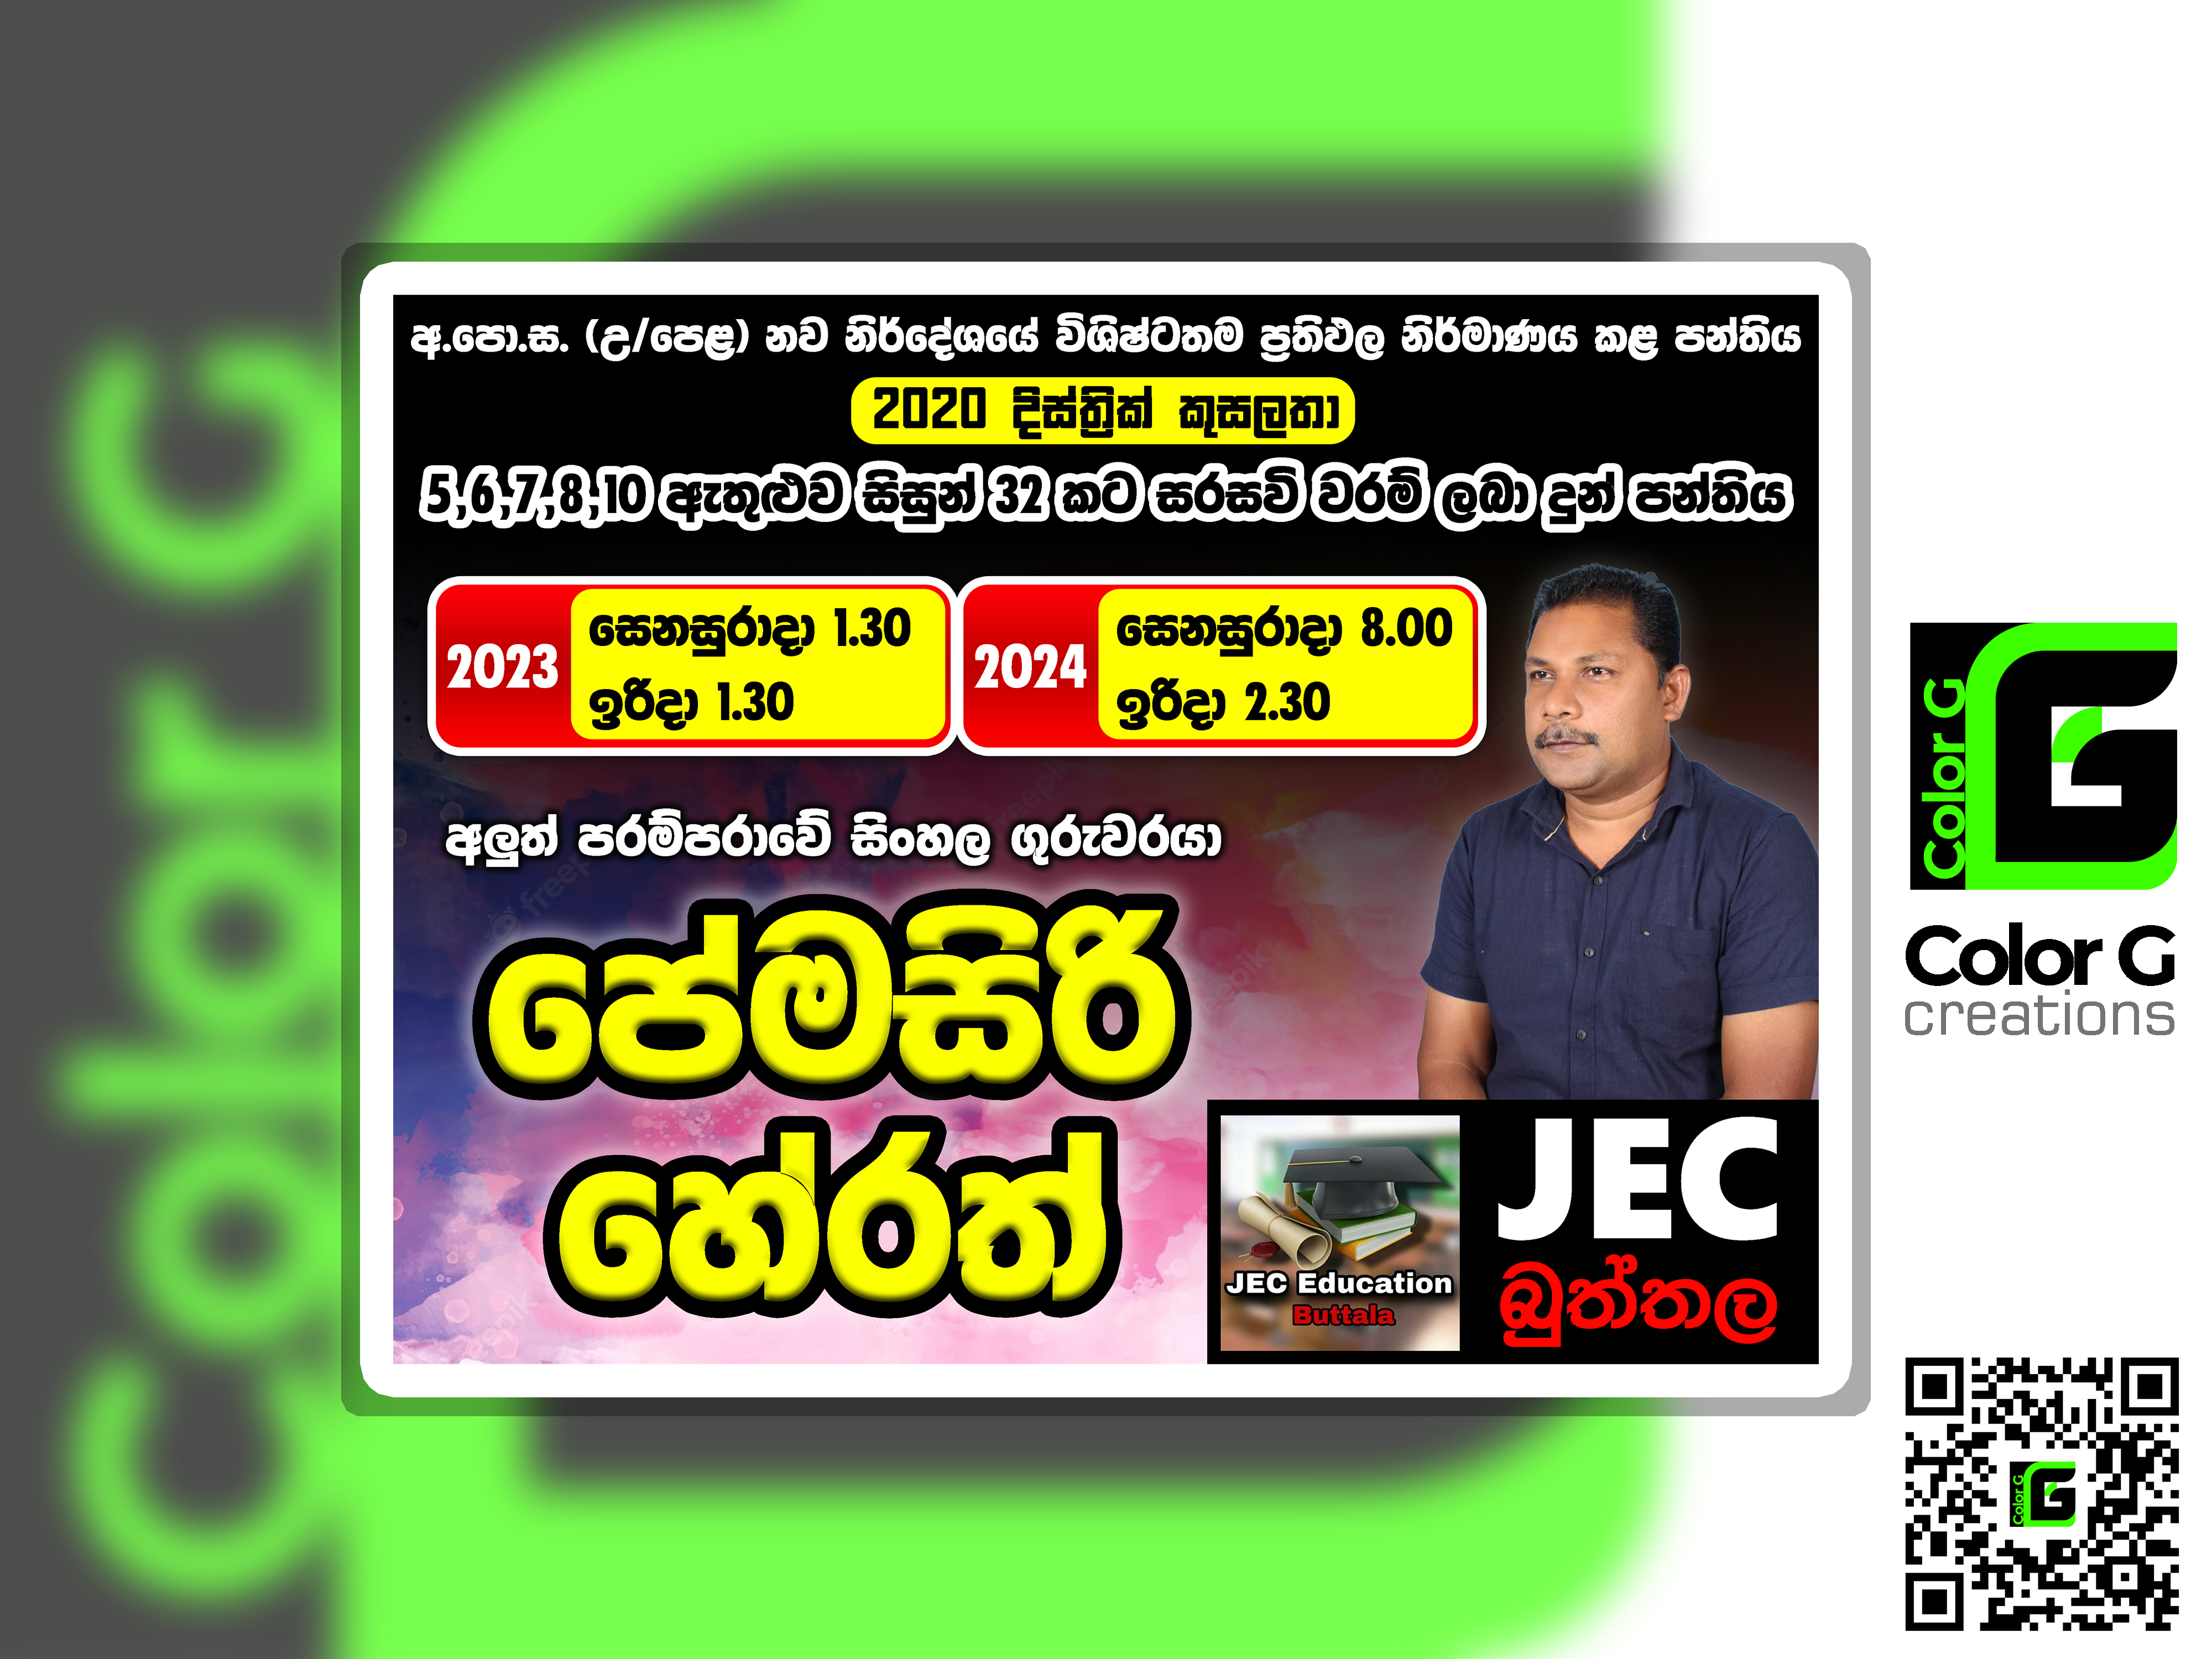 අ.පො.ස. (උ/පෙළ) නව නිර්දේශයේ විශිෂ්ටතම ප්‍රතිඵල නිර්මාණය කළ පන්තිය
2020 දිස්ත්‍රික් කුසලතා
5,6,7,8,10 ඇතුළුව සිසුන් 32 කට සරසවි වරම් ලබා දුන් පන්තිය
2023
සෙනසුරාදා 1.30
ඉරිදා 1.30
2024
සෙනසුරාදා 8.00
ඉරිදා 2.30
අලුත් පරම්පරාවේ සිංහල ගුරුවරයා
පේමසිරි
හේරත්
JEC Education
Buttala
JEC
බුත්තල
Color G
Color G
creations
Color G
Color G
freepik